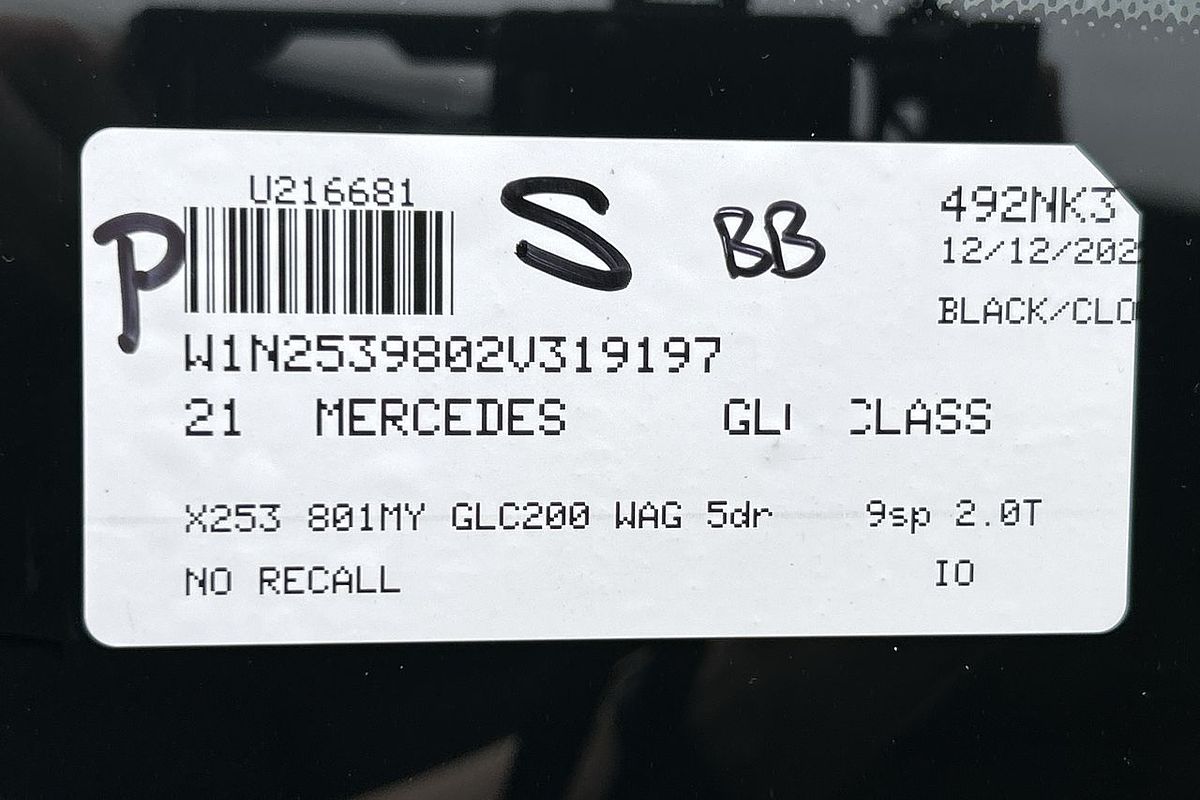 U216681
P
S
BB
492NK3
12/12/202
BLACK/CLO
W1N2539802V319197
21 MERCEDES CLASS
X253 801MY GLC200 WAG 5dr 9sp 2.0T
NO RECALL IO